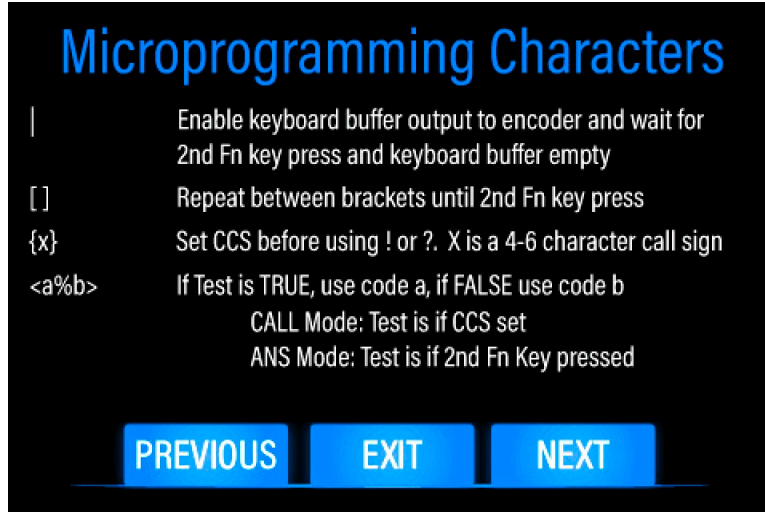 Microprogramming Characters
| Enable keyboard buffer output to encoder and wait for
2nd Fn key press and keyboard buffer empty
[ ] Repeat between brackets until 2nd Fn key press
{x} Set CCS before using ! or ?. X is a 4-6 character call sign
<a%b> If Test is TRUE, use code a, if FALSE use code b
CALL Mode: Test is if CCS set
ANS Mode: Test is if 2nd Fn Key pressed
PREVIOUS EXIT NEXT